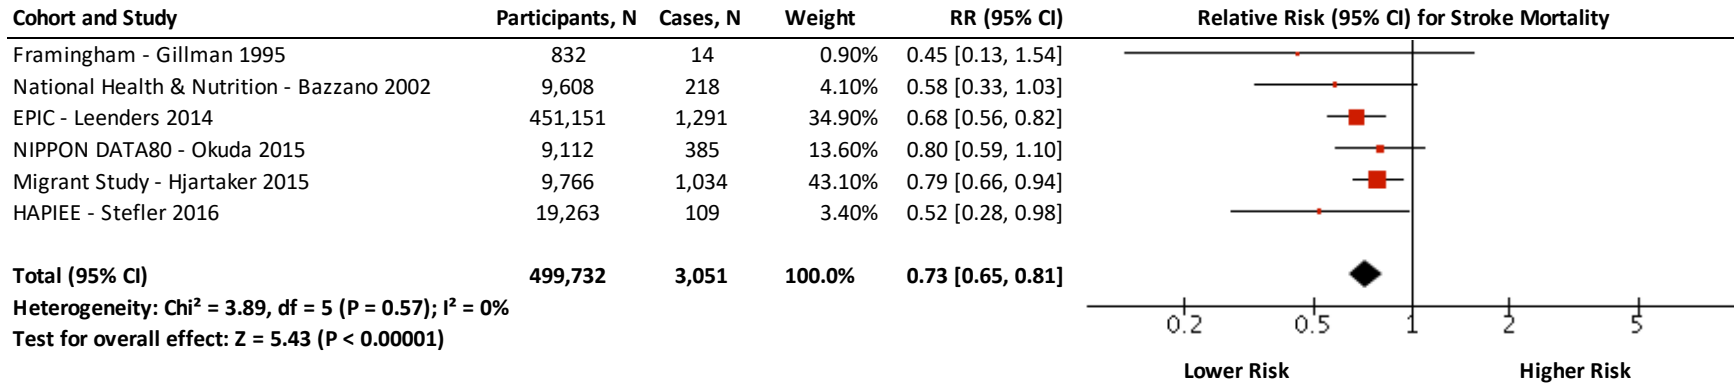 Cohort and Study Participants, N Cases, N Weight RR (95% CI) Relative Risk (95% CI) for Stroke Mortality
Framingham - Gillman 1995 832 14 0.90% 0.45 [0.13, 1.54]
National Health & Nutrition - Bazzano 2002 9,608 218 4.10% 0.58 [0.33, 1.03]
EPIC - Leenders 2014 451,151 1,291 34.90% 0.68 [0.56, 0.82]
NIPPON DATA80 - Okuda 2015 9,112 385 13.60% 0.80 [0.59, 1.10]
Migrant Study - Hjartaker 2015 9,766 1,034 43.10% 0.79 [0.66, 0.94]
HAPIEE - Stefler 2016 19,263 109 3.40% 0.52 [0.28, 0.98]
Total (95% CI) 499,732 3,051 100.0% 0.73 [0.65, 0.81]
Heterogeneity: Chi² = 3.89, df = 5 (P = 0.57); I² = 0%
Test for overall effect: Z = 5.43 (P < 0.00001)
0.2 0.5 1 2 5
Lower Risk Higher Risk